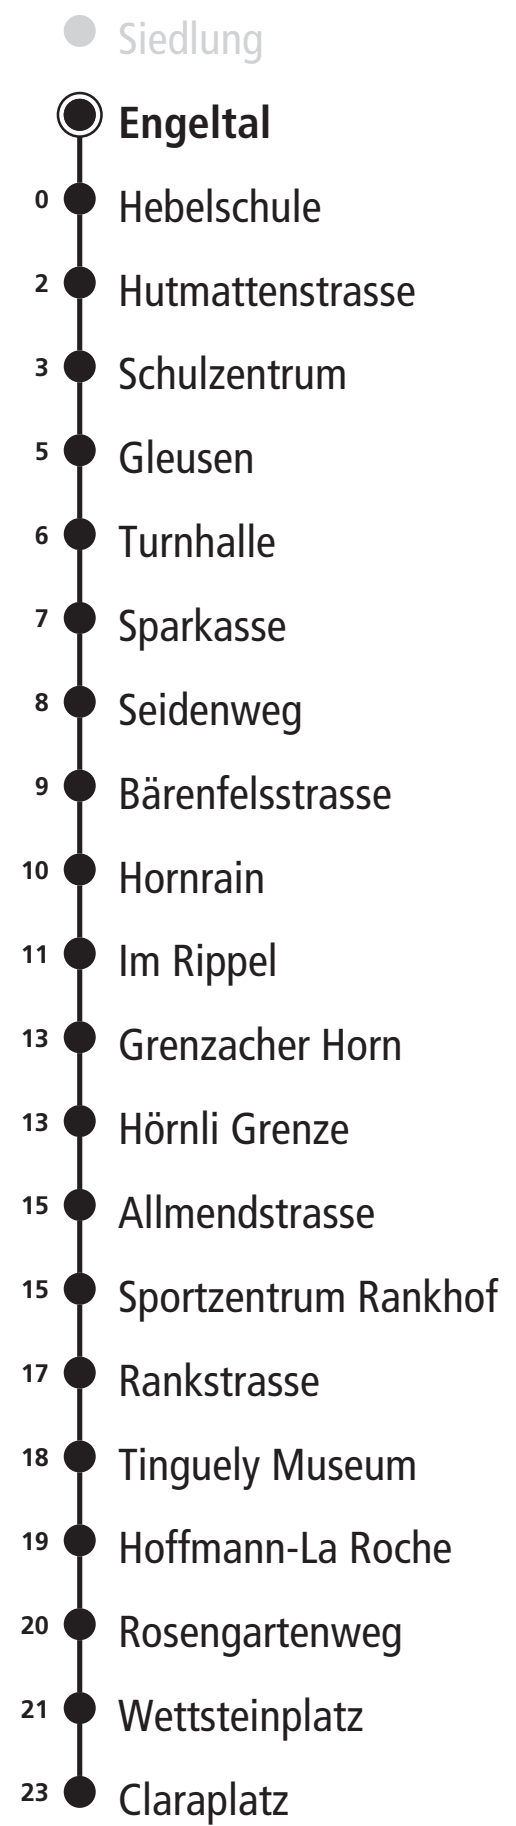 Siedlung
Engeltal
0 Hebelschule
2 Hutmattenstrasse
3 Schulzentrum
5 Gleusen
6 Turnhalle
7 Sparkasse
8 Seidenweg
9 Bärenfelsstrasse
10 Hornrain
11 Im Rippel
13 Grenzacher Horn
13 Hörnli Grenze
15 Allmendstrasse
15 Sportzentrum Rankhof
17 Rankstrasse
18 Tinguely Museum
19 Hoffmann-La Roche
20 Rosengartenweg
21 Wettsteinplatz
23 Claraplatz